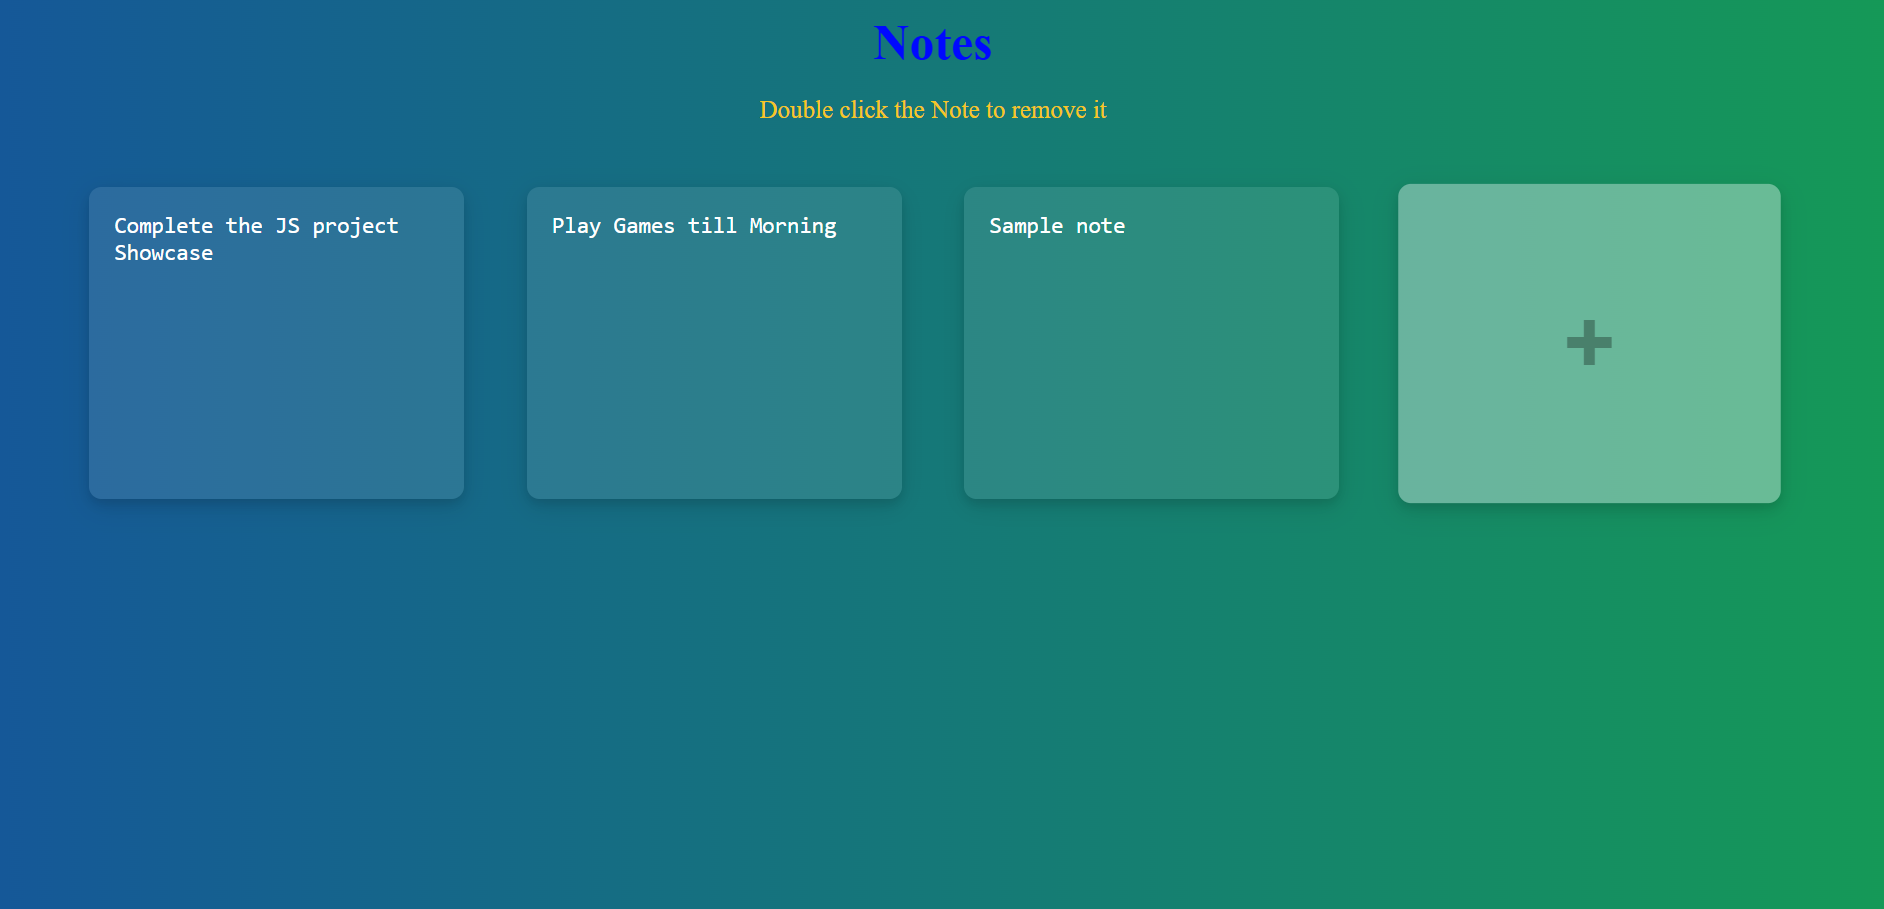 Notes
Double click the Note to remove it
Complete the JS project
Showcase
Play Games till Morning
Sample note
+